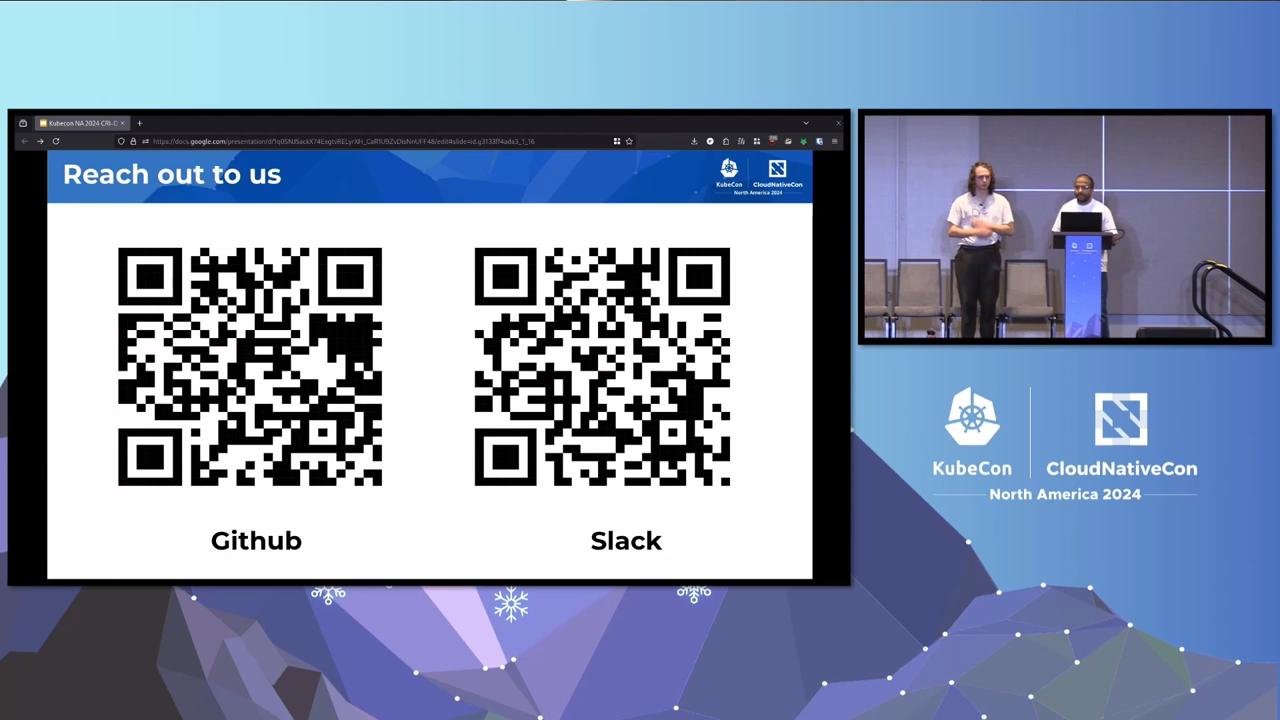 Kubecon NA 2024 CRI-O
Reach out to us
KubeCon
CloudNativeCon
North America 2024
Github
Slack
KubeCon
CloudNativeCon
North America 2024